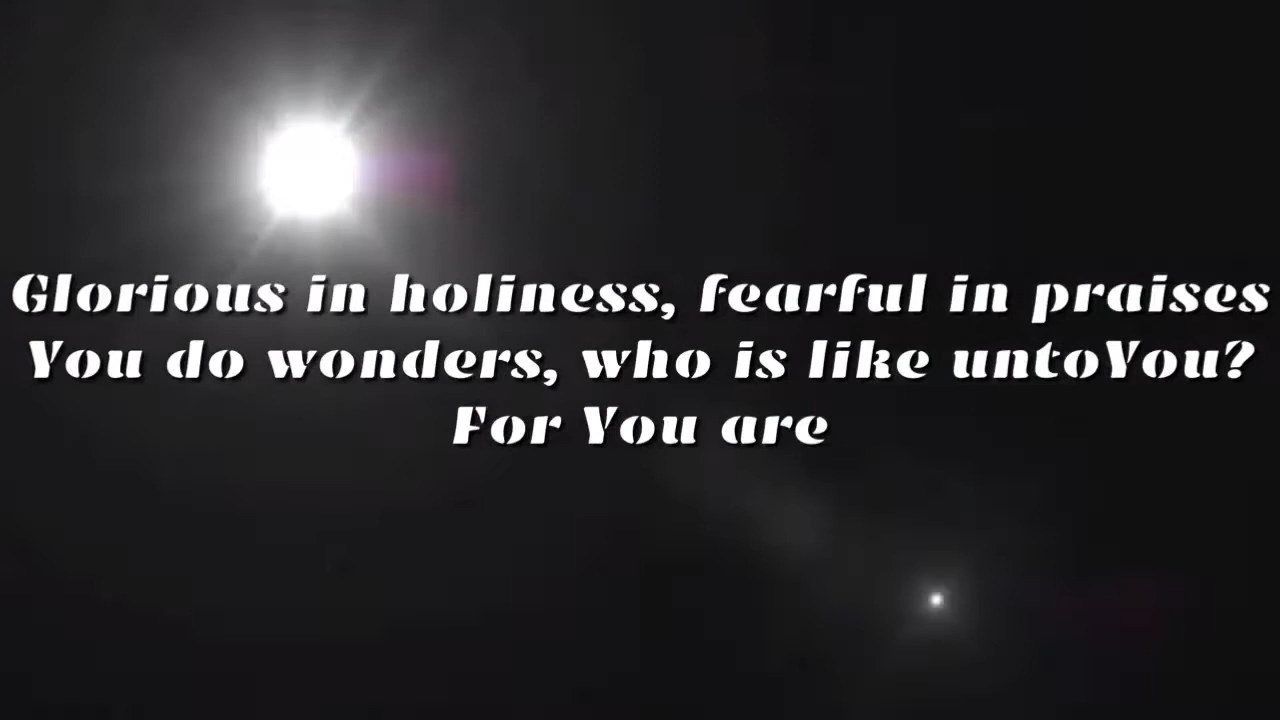 Glorious in holiness, fearful in praises
You do wonders, who is like untoYou?
For You are